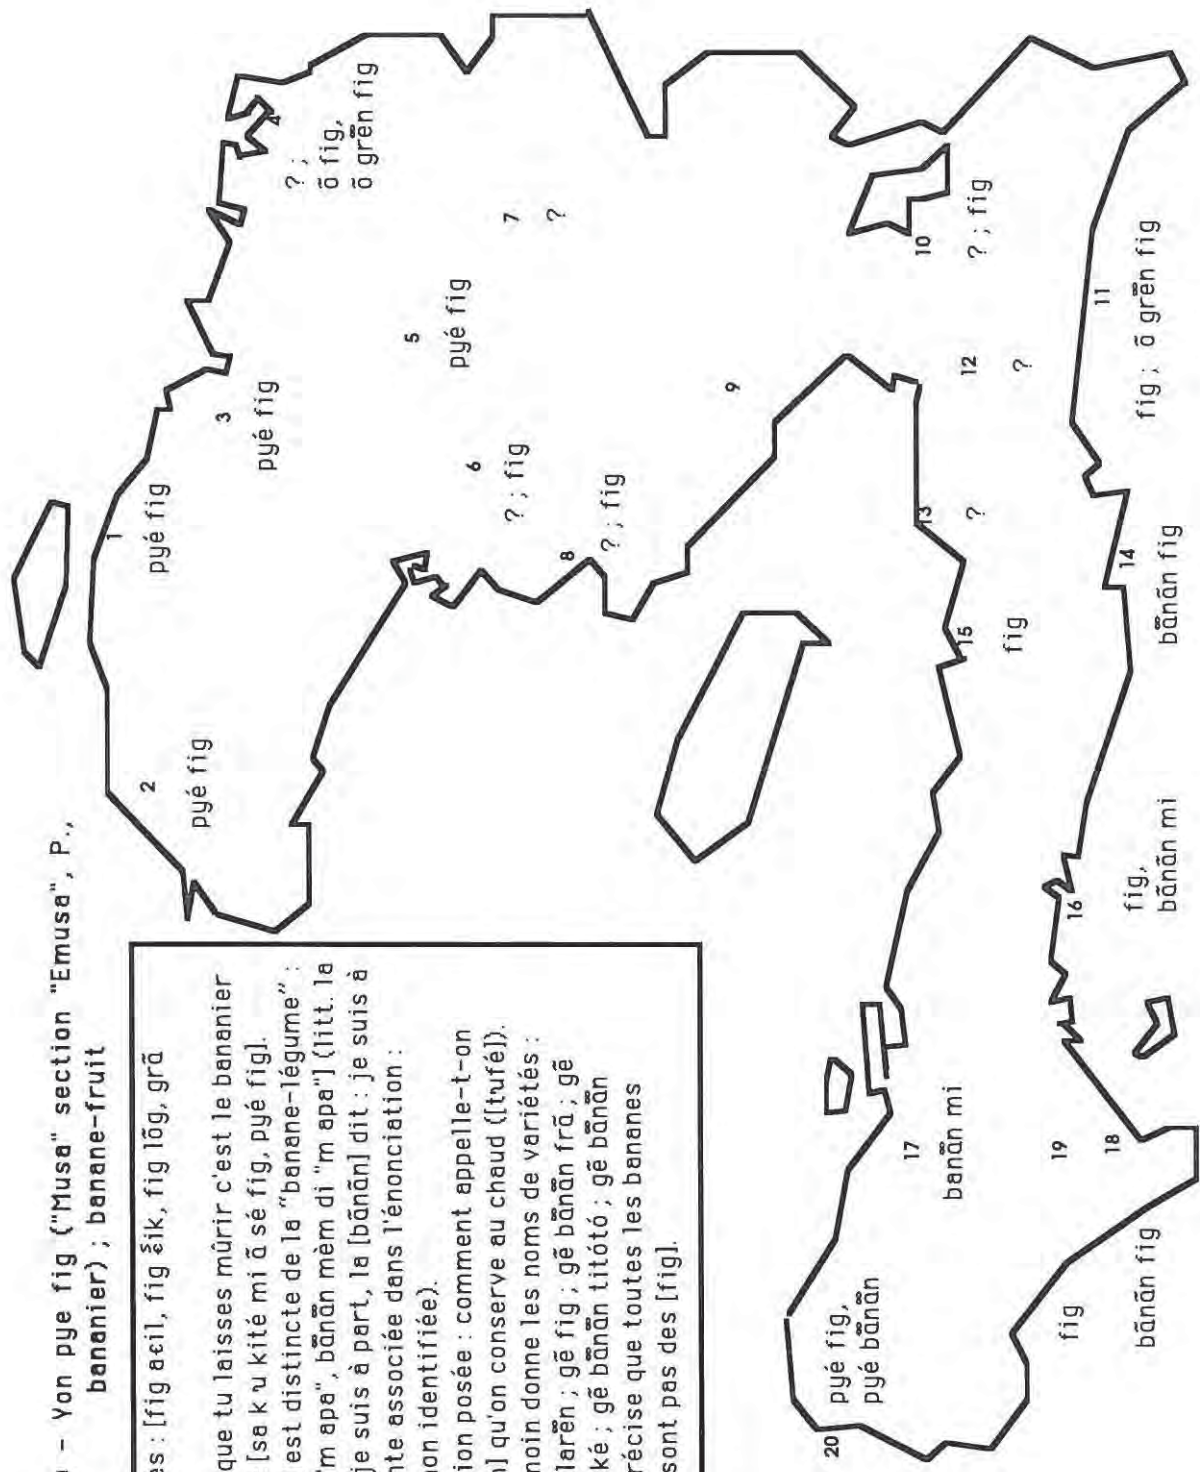 - Yon pye fig ("Musa" section "Emusa", P.,
bananier) ; banane-fruit
es : [fig aɛil, fig ɛ̃ik, fig lõg, grã
que tu laisses mûrir c'est le bananier
[sa k u kité mi ã sé fig, pyé fig].
est distincte de la "banane-légume" :
"m apa", bãnãn mèm di "m apa"] (litt. la
je suis à part, la [bãnãn] dit : je suis à
nte associée dans l'énonciation :
non identifiée).
ion posée : comment appelle-t-on
n] qu'on conserve au chaud ([tufé]).
noin donne les noms de variétés :
larẽn ; gẽ fig ; gẽ bãnãn frã ; gẽ
ké ; gẽ bãnãn titótó ; gẽ bãnãn
récise que toutes les bananes
sont pas des [fig].
1
pyé fig
2
pyé fig
3
pyé fig
4
? ;
õ fig,
õ grẽn fig
5
pyé fig
6
? ; fig
7
?
8
? ; fig
9
10
? ; fig
11
fig ; õ grẽn fig
12
?
13
?
14
bãnãn fig
15
fig
16
fig,
bãnãn mi
17
banãn mi
18
bãnãn fig
19
fig
20
pyé fig,
pyé bãnãn